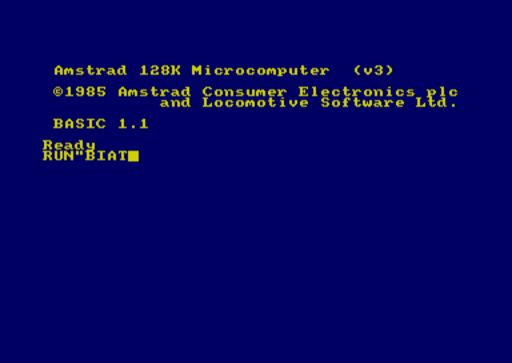 Amstrad 128K Microcomputer (v3)
©1985 Amstrad Consumer Electronics plc
and Locomotive Software Ltd.
BASIC 1.1
Ready
RUN"BIAT